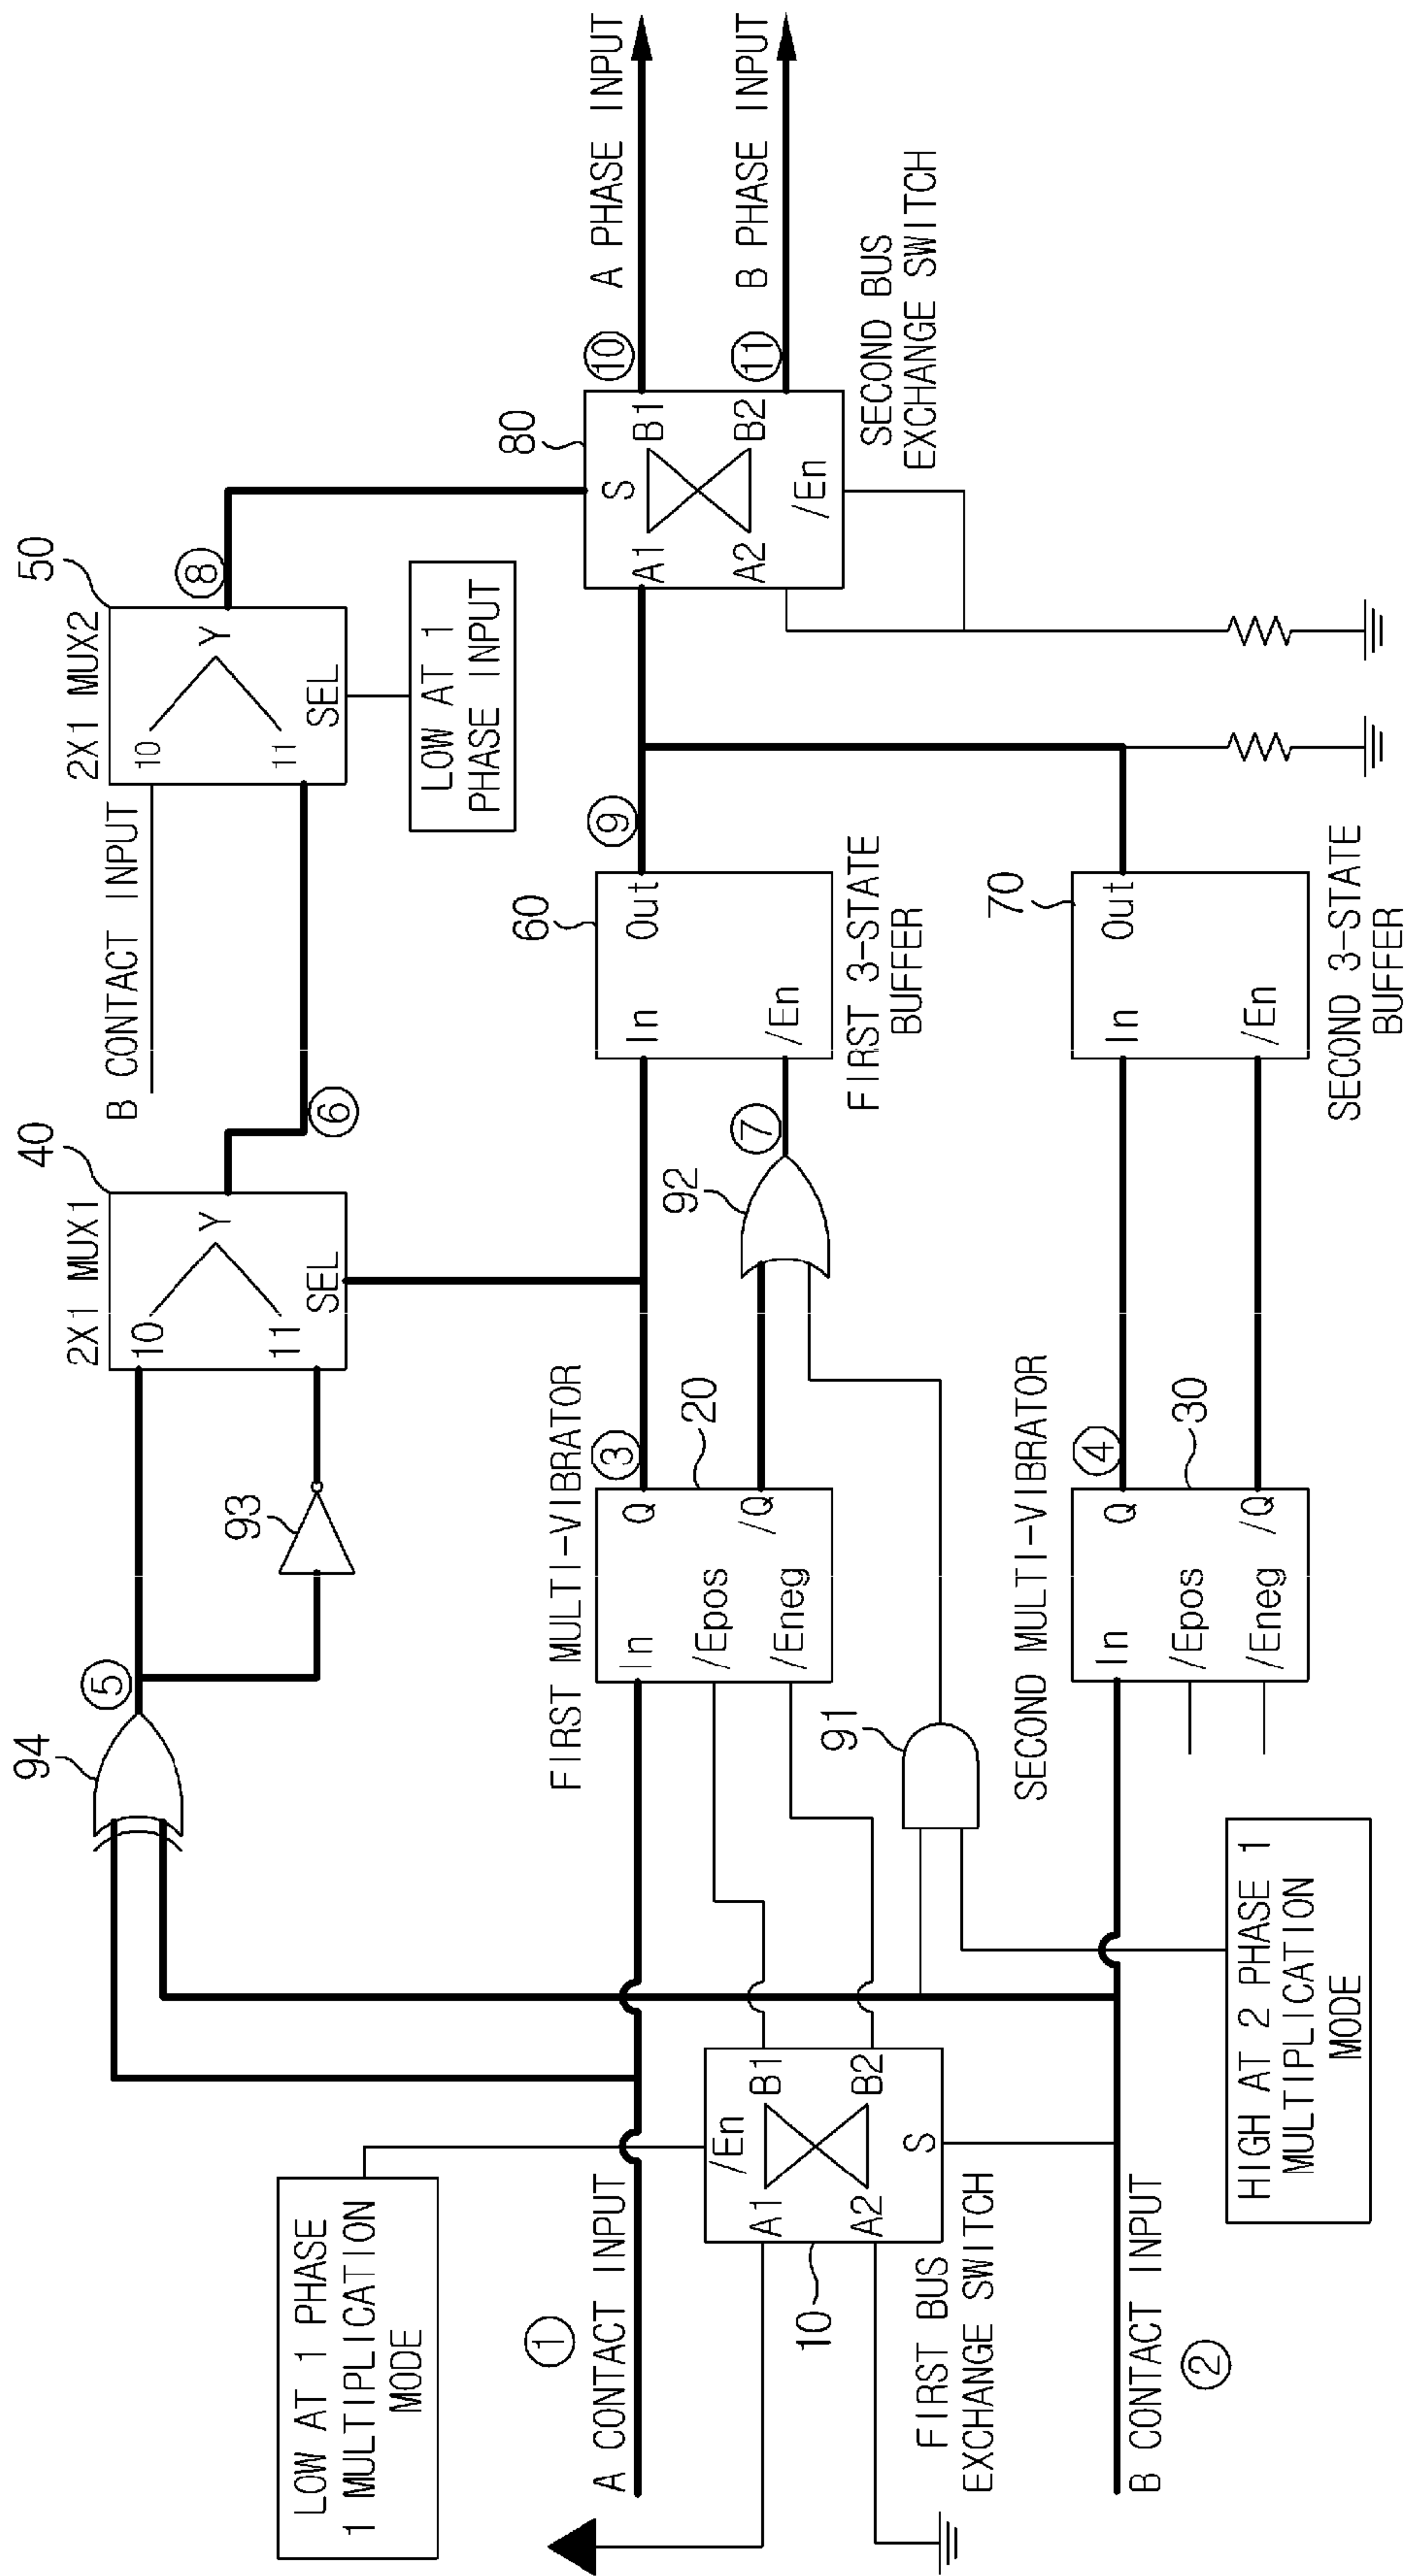 94
⑤
93
2X1 MUX1
40
10
11
Y
SEL
⑥
B CONTACT INPUT
2X1 MUX2
50
10
11
Y
SEL
⑧
LOW AT 1
PHASE INPUT
LOW AT 1 PHASE
1 MULTIPLICATION
MODE
①
A CONTACT INPUT
/En
A1
B1
A2
B2
S
10
FIRST BUS
EXCHANGE SWITCH
FIRST MULTI-VIBRATOR
In
Q
/Epos
/Eneg
/Q
③
20
91
92
⑦
60
In
Out
/En
FIRST 3-STATE
BUFFER
⑨
80
S
A1
B1
A2
B2
/En
SECOND BUS
EXCHANGE SWITCH
⑩
A PHASE INPUT
⑪
B PHASE INPUT
B CONTACT INPUT
②
HIGH AT 2 PHASE 1
MULTIPLICATION
MODE
SECOND MULTI-VIBRATOR
In
Q
/Epos
/Eneg
/Q
④
30
70
In
Out
/En
SECOND 3-STATE
BUFFER